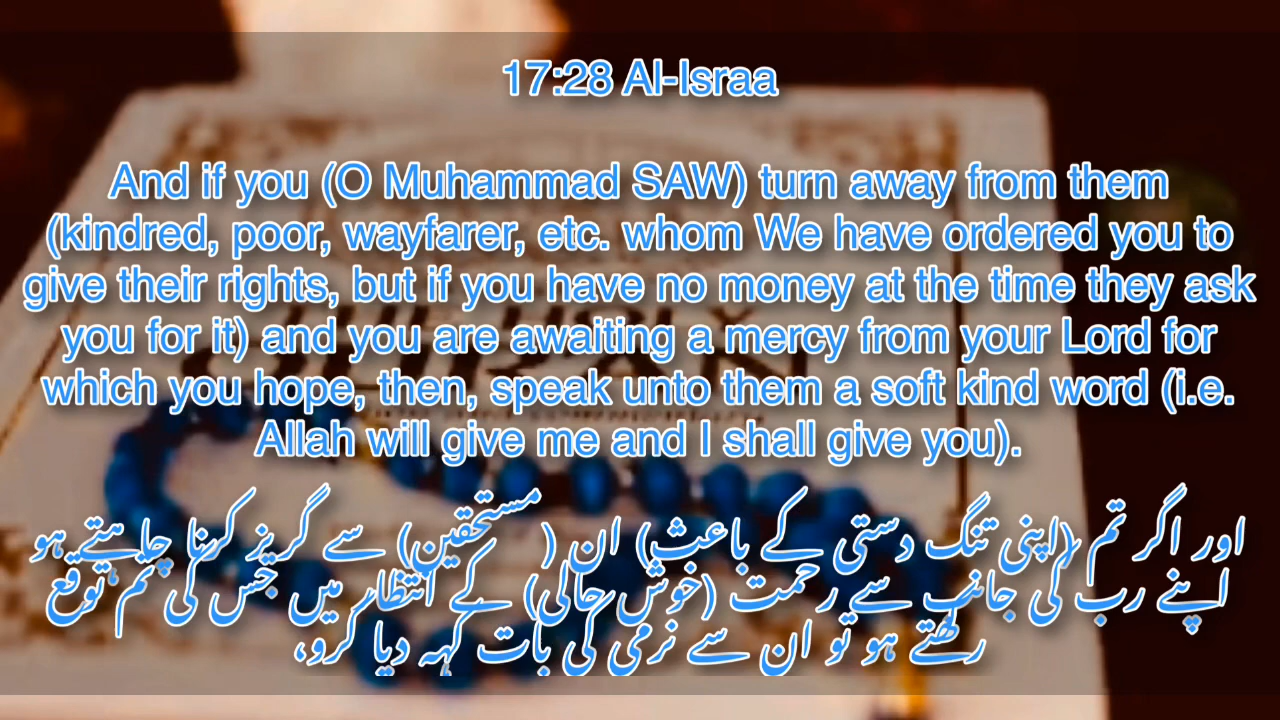 17:28 Al-Israa
And if you (O Muhammad SAW) turn away from them
(kindred, poor, wayfarer, etc. whom We have ordered you to
give their rights, but if you have no money at the time they ask
you for it) and you are awaiting a mercy from your Lord for
which you hope, then, speak unto them a soft kind word (i.e.
Allah will give me and I shall give you).
اور اگر تم (اپنی تنگ دستی کے باعث) ان (مستحقین) سے گریز کرنا چاہتے ہو
اپنے رب کی جانب سے رحمت (خوش حالی) کے انتظار میں جس کی تم توقع
رکھتے ہو تو ان سے نرمی کی بات کہہ دیا کرو،